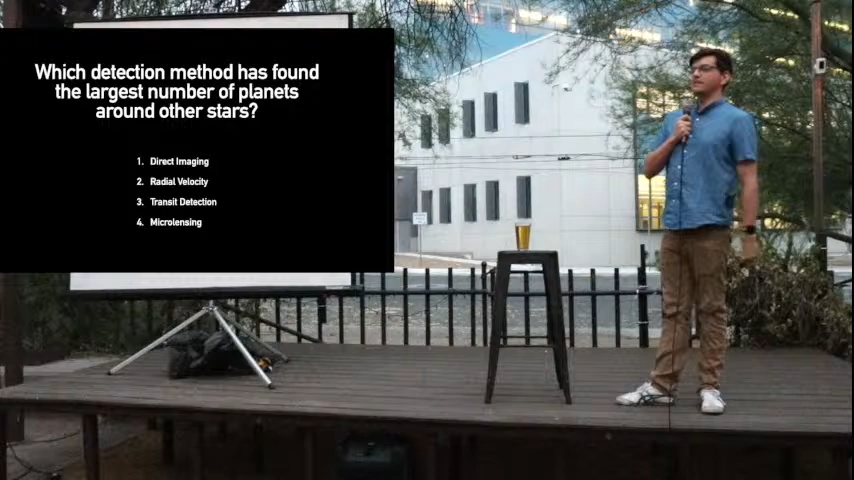 Which detection method has found
the largest number of planets
around other stars?
1. Direct Imaging
2. Radial Velocity
3. Transit Detection
4. Microlensing